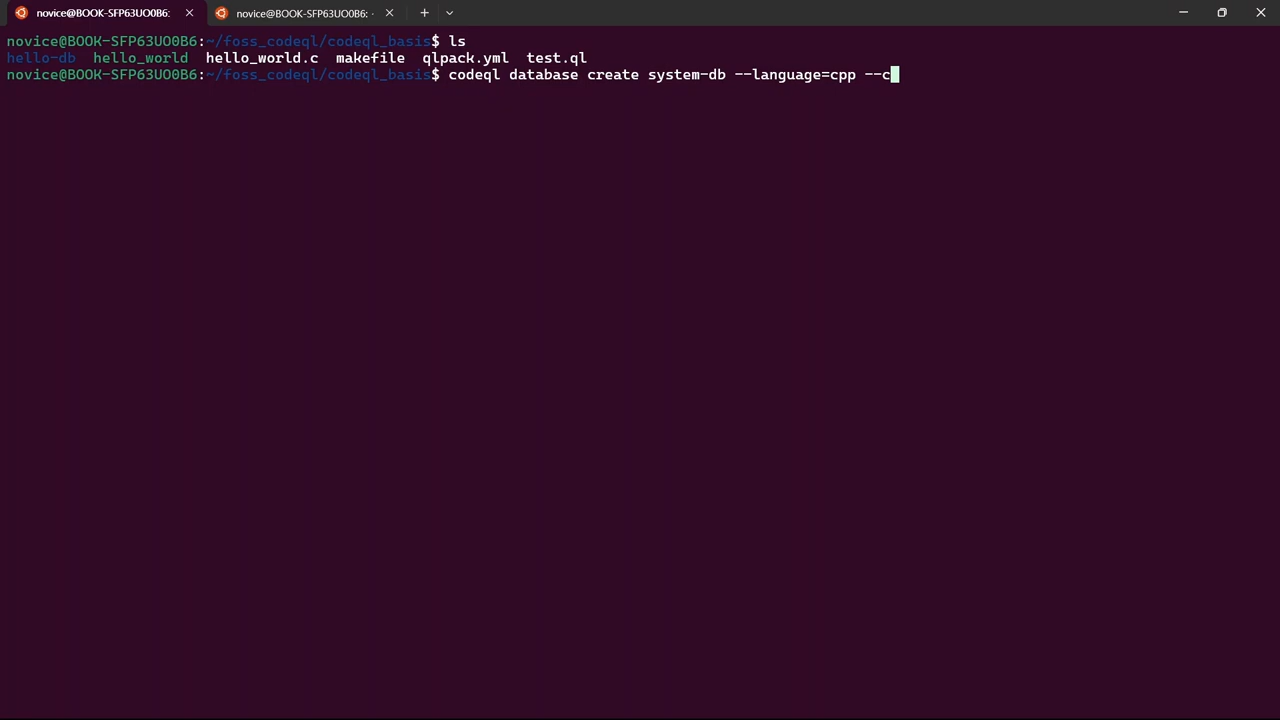 novice@BOOK-SFP63UO0B6: novice@BOOK-SFP63UO0B6: -
novice@BOOK-SFP63UO0B6:~/foss_codeql/codeql_basis$ ls
hello-db hello_world hello_world.c makefile qlpack.yml test.ql
novice@BOOK-SFP63UO0B6:~/foss_codeql/codeql_basis$ codeql database create system-db --language=cpp --c